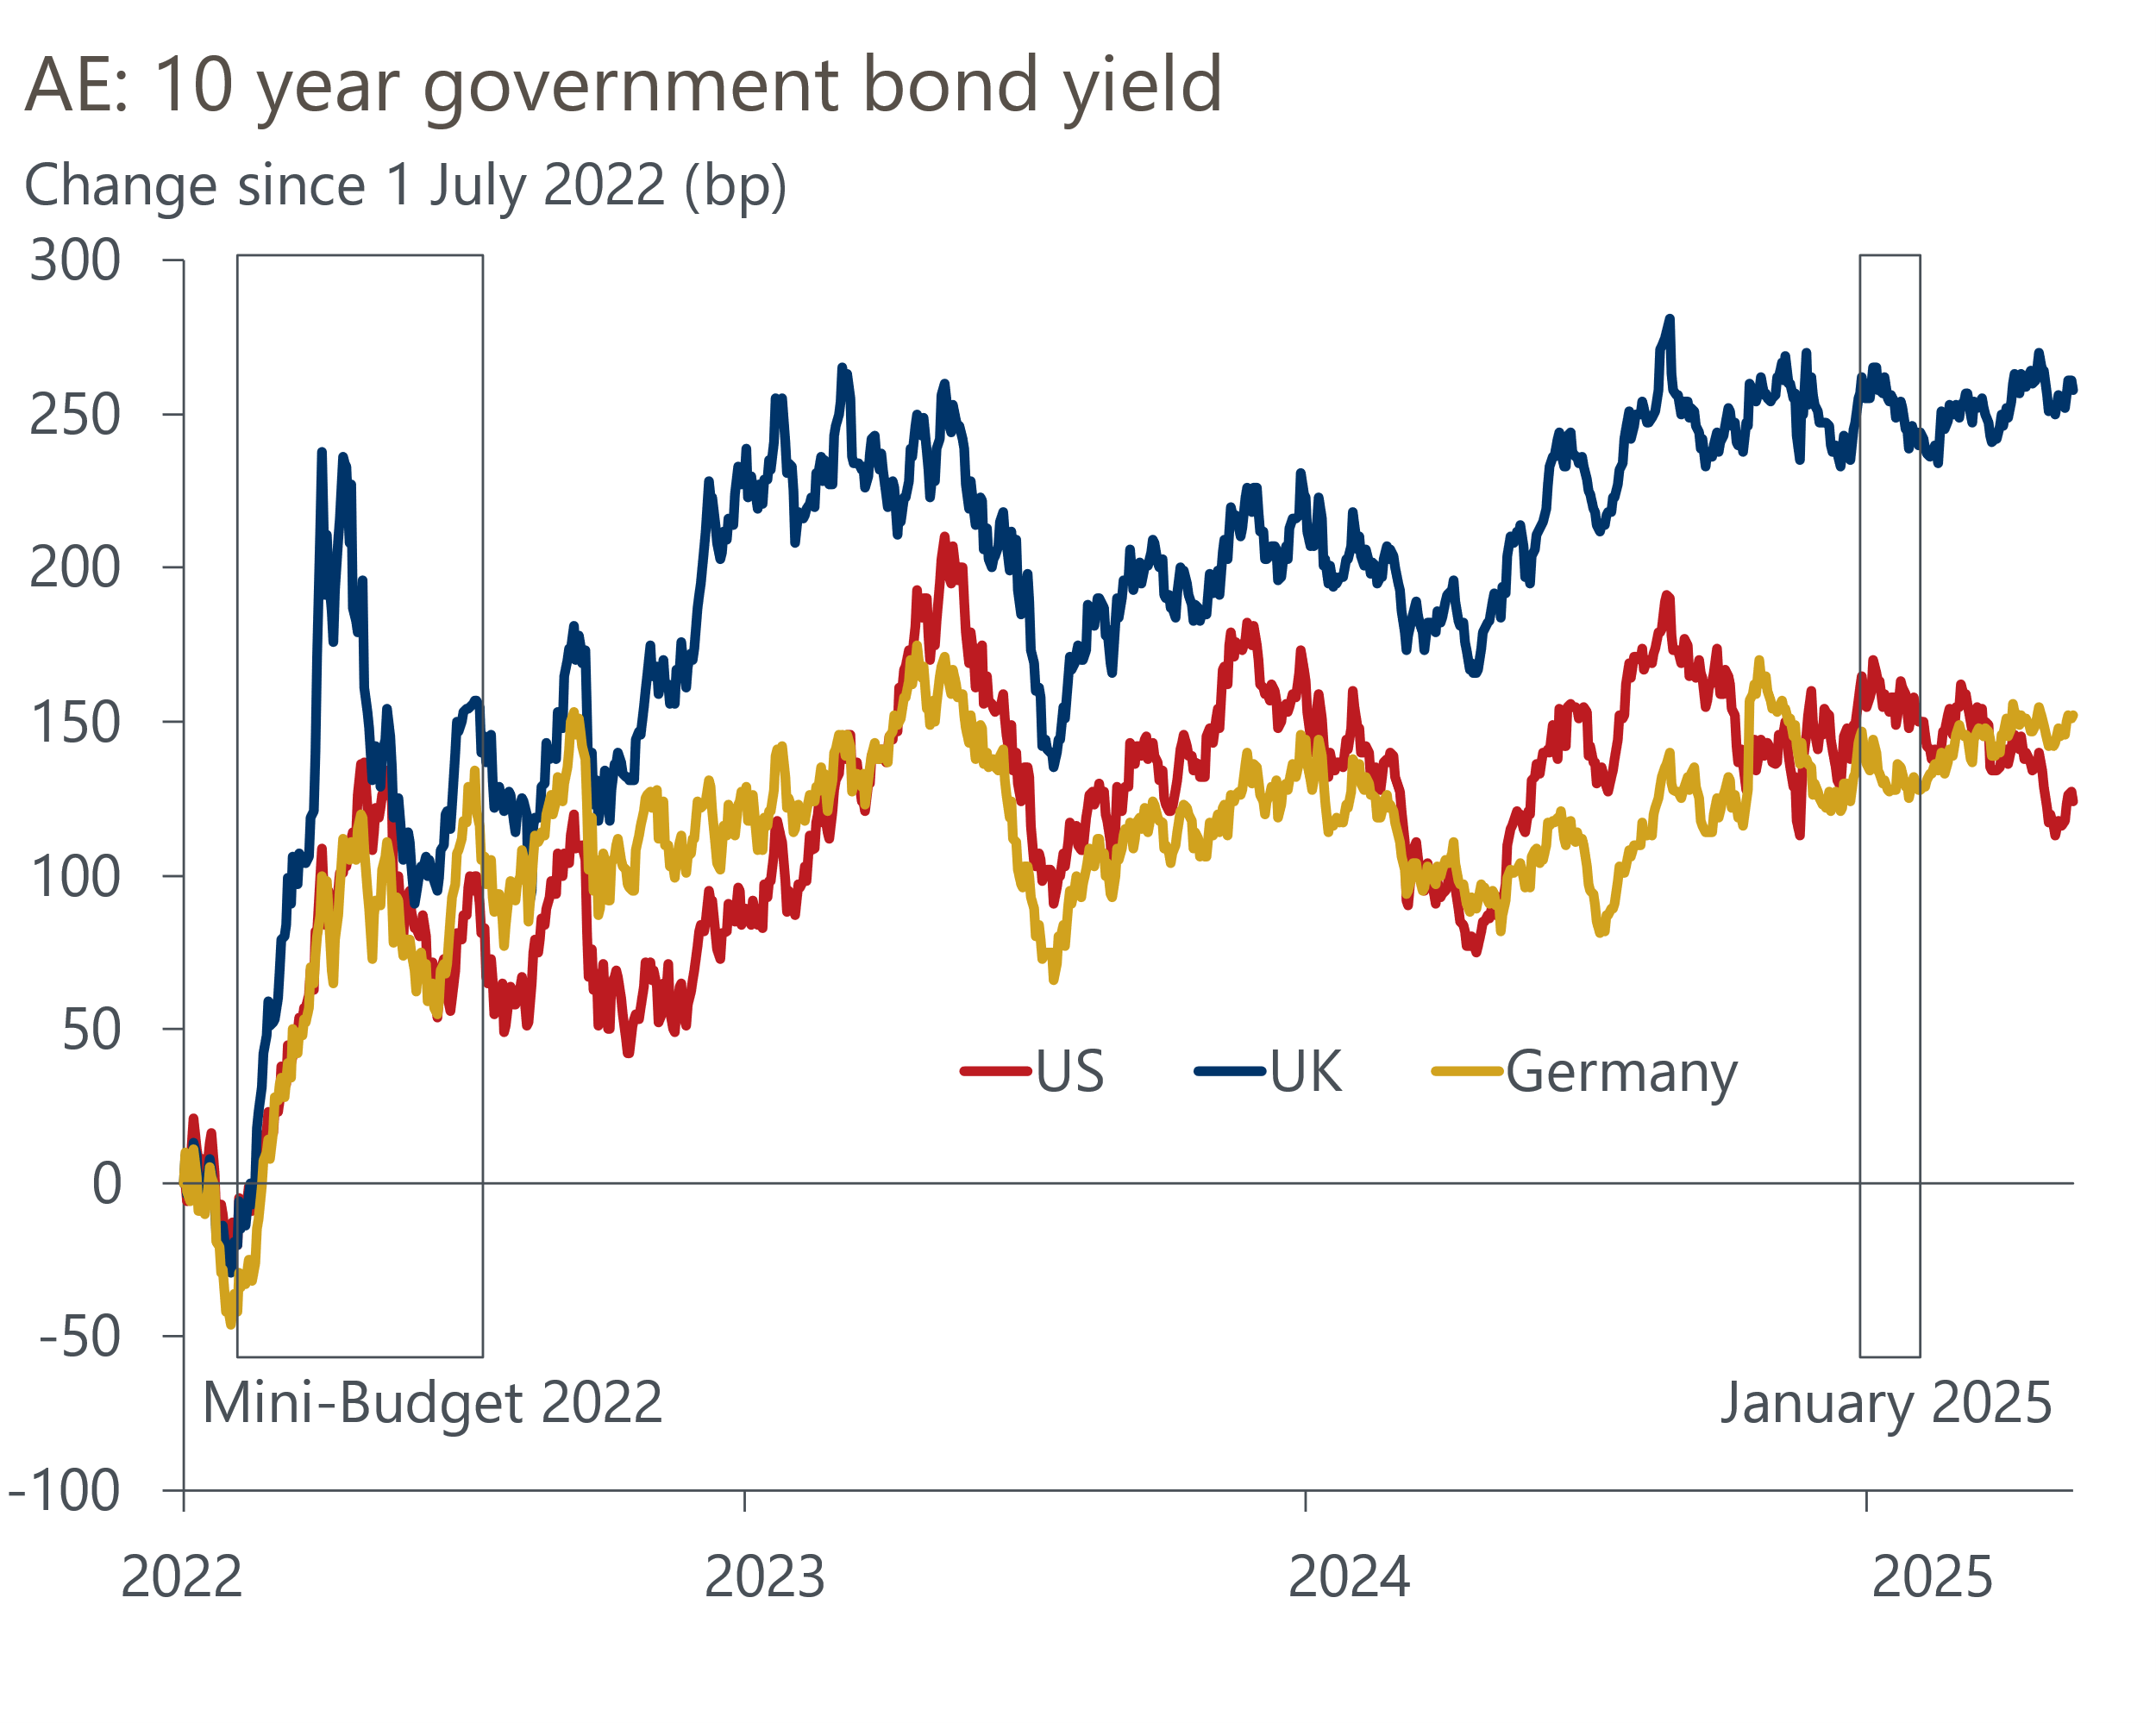 AE: 10 year government bond yield
Change since 1 July 2022 (bp)
300
250
200
150
100
50
0
-50
-100
US UK Germany
Mini-Budget 2022 January 2025
2022 2023 2024 2025